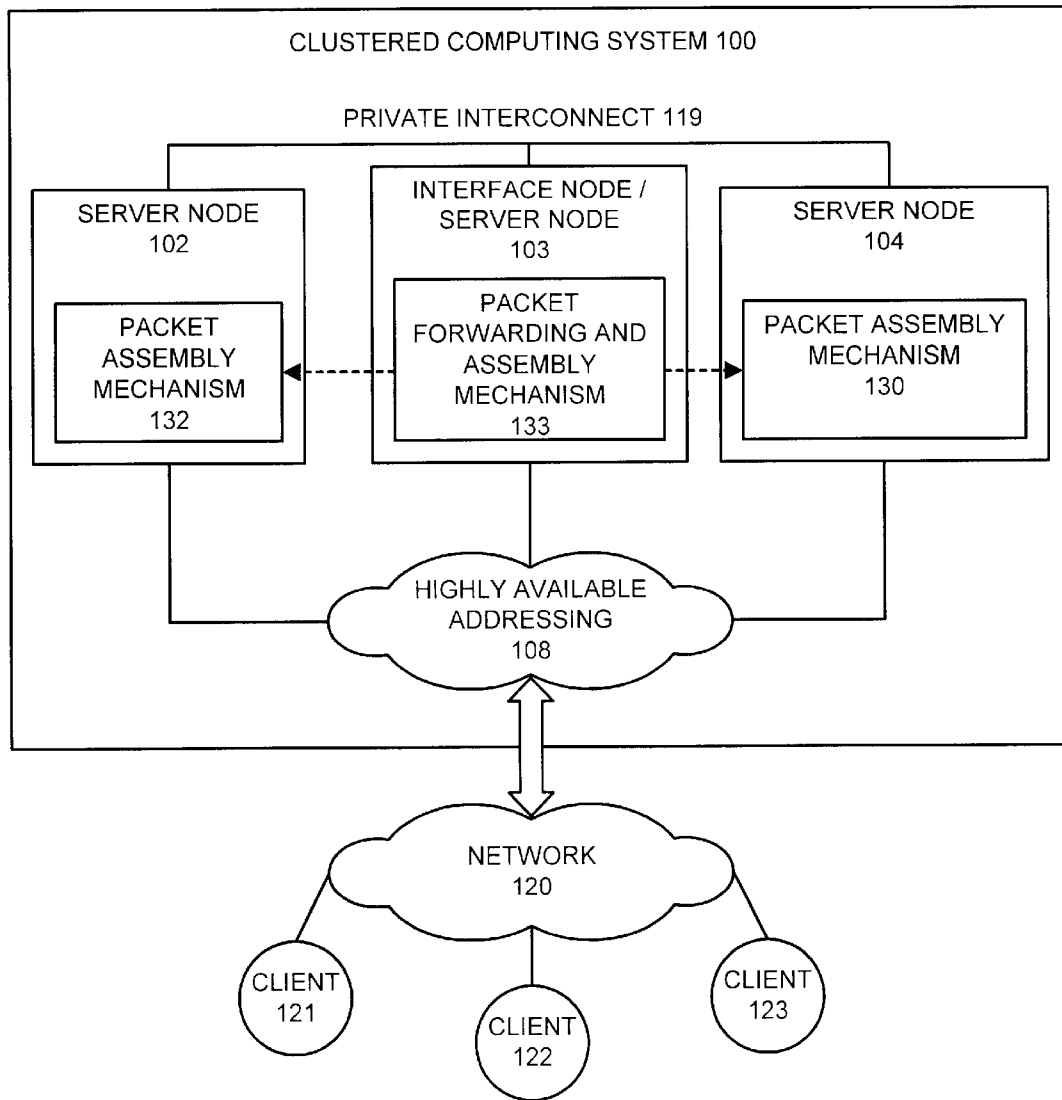 CLUSTERED COMPUTING SYSTEM 100
PRIVATE INTERCONNECT 119
SERVER NODE
102
PACKET
ASSEMBLY
MECHANISM
132
INTERFACE NODE /
SERVER NODE
103
PACKET
FORWARDING AND
ASSEMBLY
MECHANISM
133
SERVER NODE
104
PACKET ASSEMBLY
MECHANISM
130
HIGHLY AVAILABLE
ADDRESSING
108
NETWORK
120
CLIENT
121
CLIENT
122
CLIENT
123